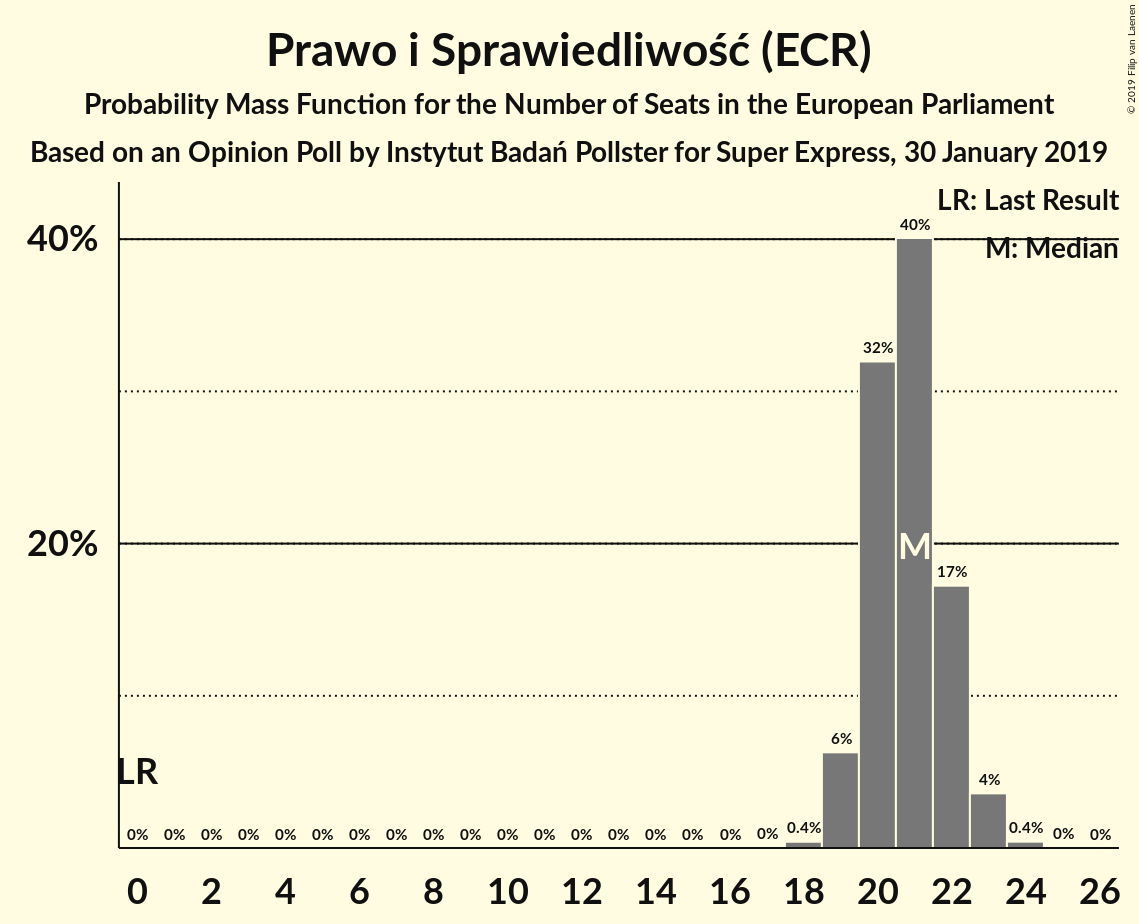 Prawo i Sprawiedliwość (ECR)
Probability Mass Function for the Number of Seats in the European Parliament
Based on an Opinion Poll by Instytut Badań Pollster for Super Express, 30 January 2019
© 2019 Filip van Laenen
LR: Last Result
M: Median
40%
20%
40%
32%
M
17%
6%
4%
LR
0% 0% 0% 0% 0% 0% 0% 0% 0% 0% 0% 0% 0% 0% 0% 0% 0% 0% 0.4% 0.4% 0% 0%
0 2 4 6 8 10 12 14 16 18 20 22 24 26